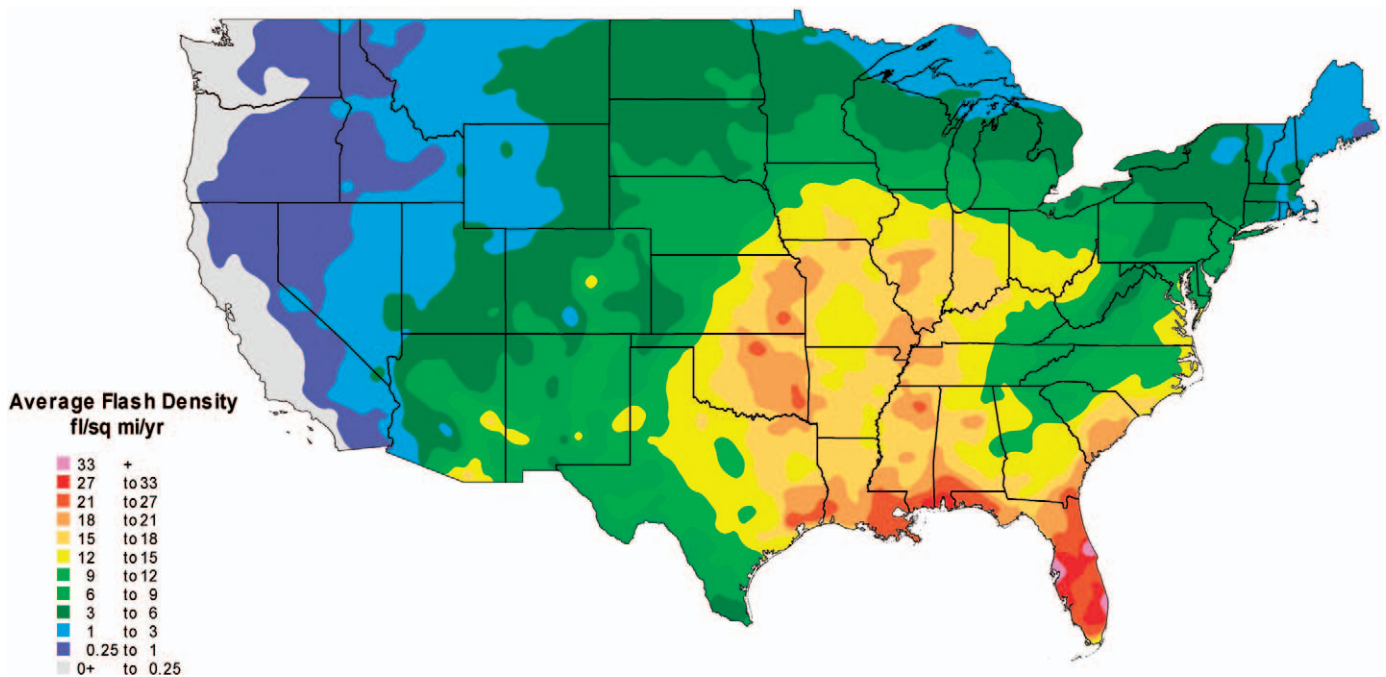 Average Flash Density
fl/sq mi/yr
33 +
27 to 33
21 to 27
18 to 21
15 to 18
12 to 15
9 to 12
6 to 9
3 to 6
1 to 3
0.25 to 1
0+ to 0.25